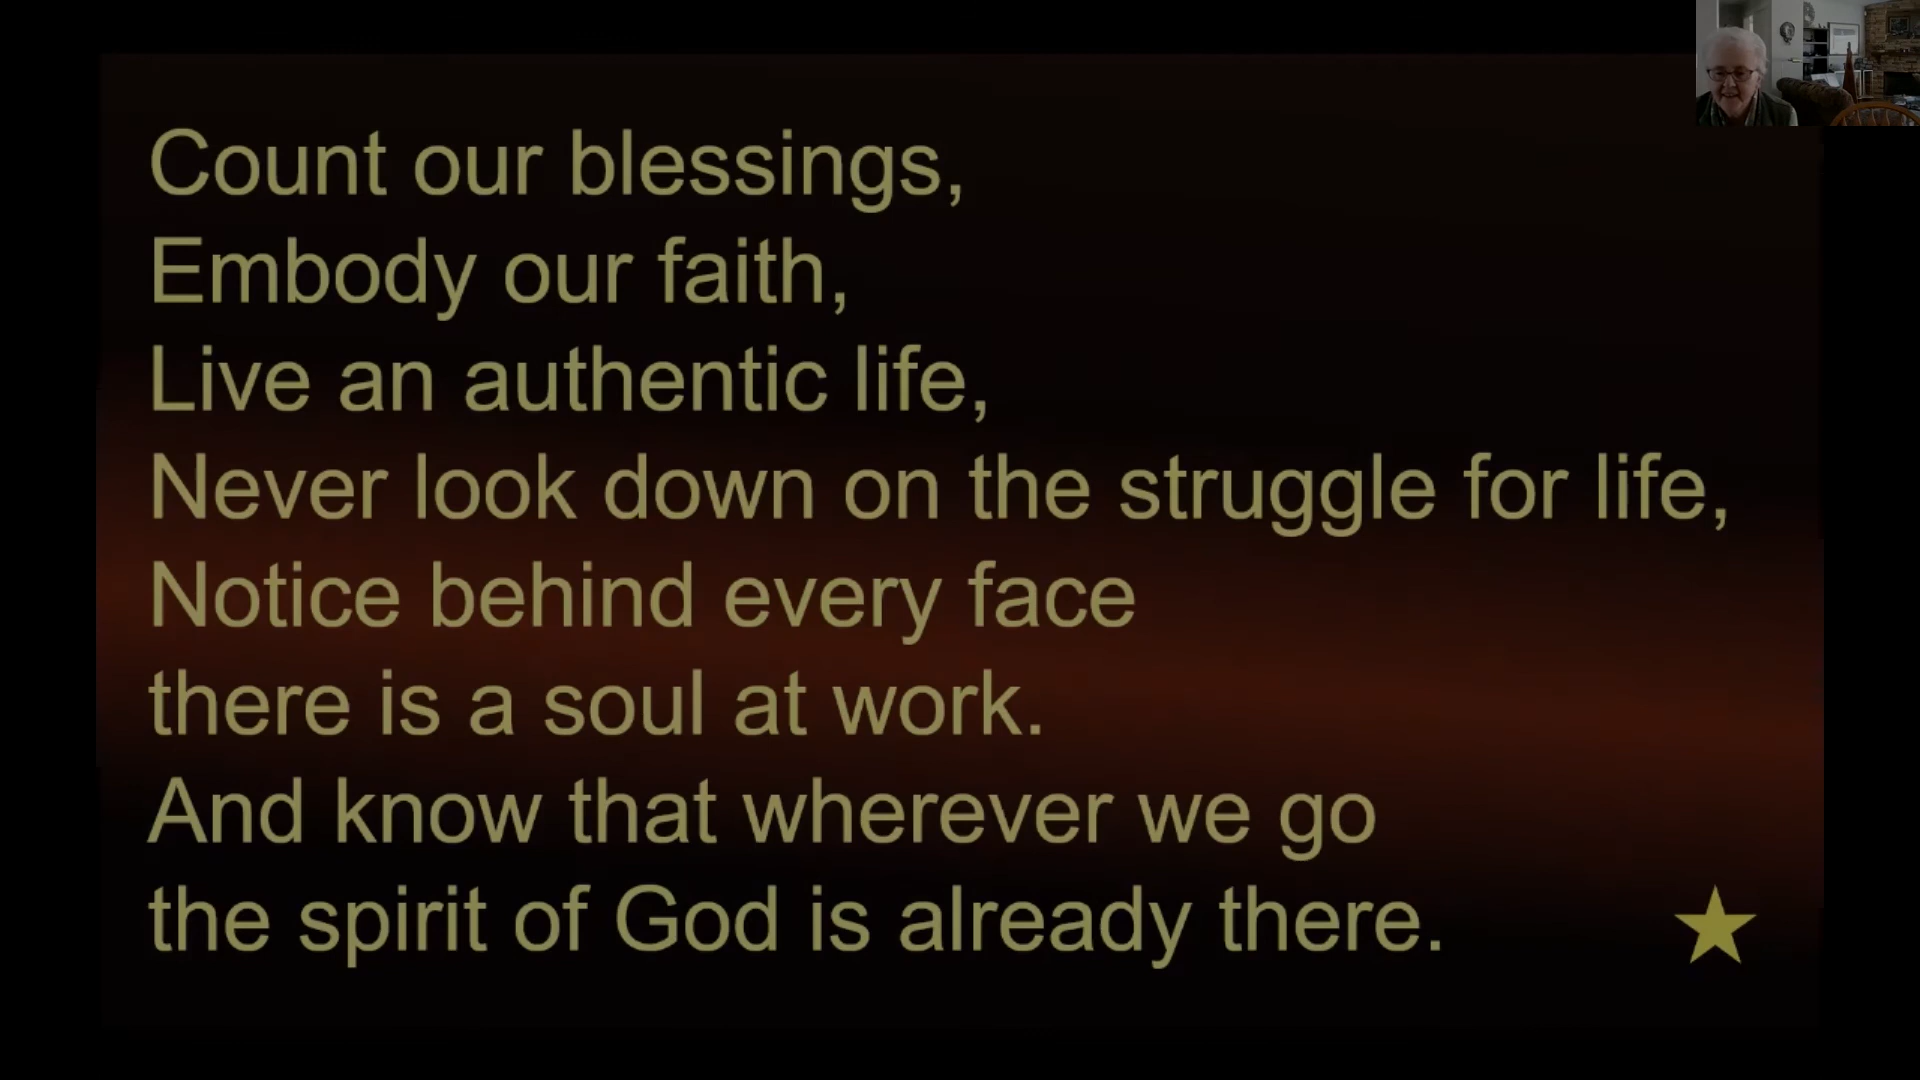 Count our blessings,
Embody our faith,
Live an authentic life,
Never look down on the struggle for life,
Notice behind every face
there is a soul at work.
And know that wherever we go
the spirit of God is already there.